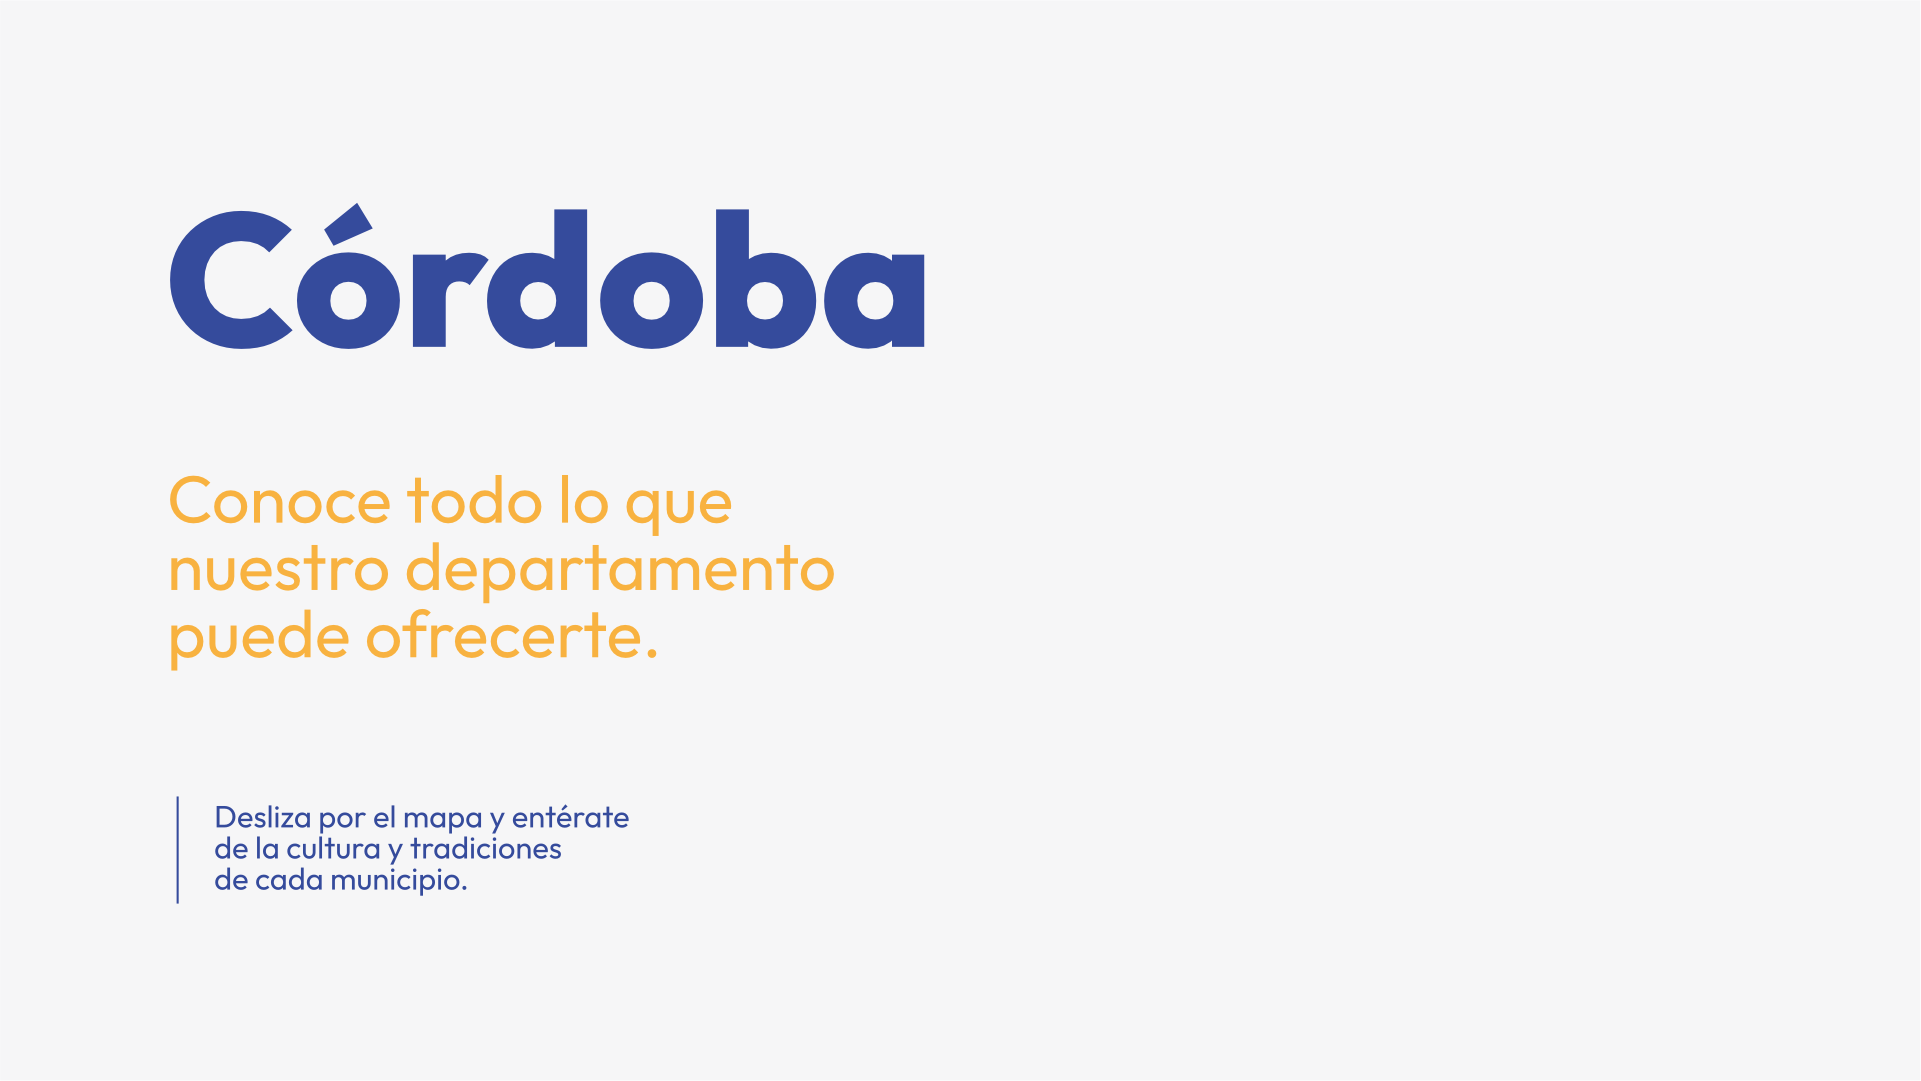 Córdoba
Conoce todo lo que
nuestro departamento
puede ofrecerte.
Desliza por el mapa y entérate
de la cultura y tradiciones
de cada municipio.